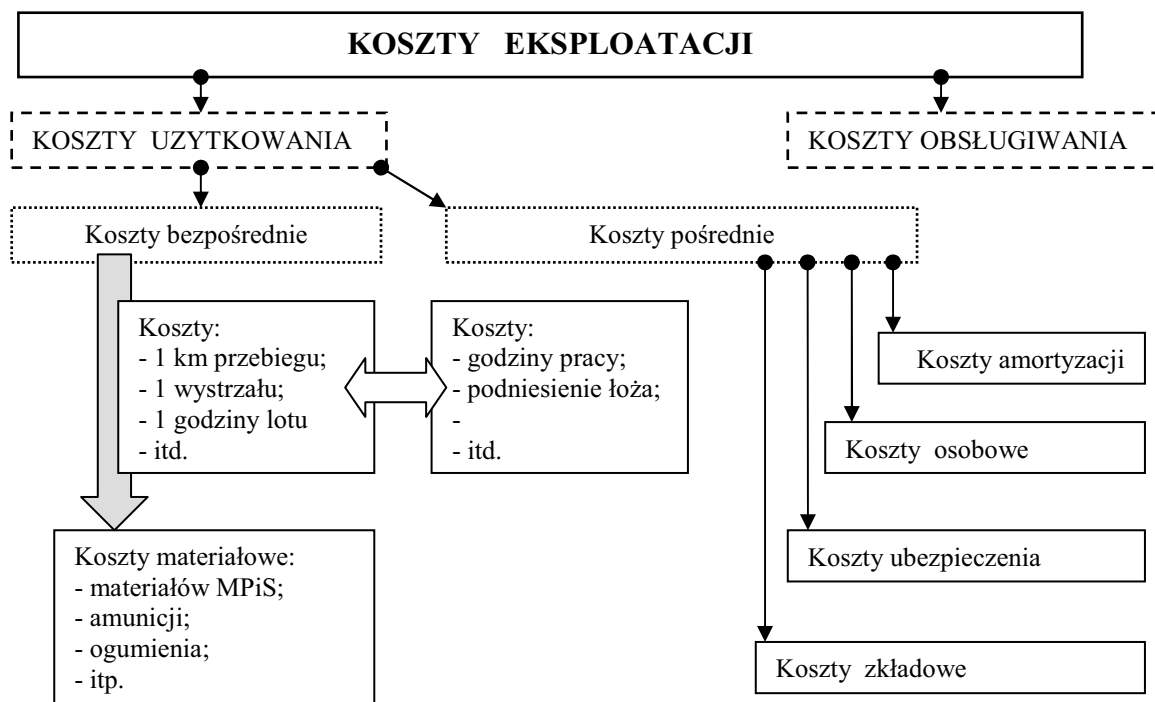 KOSZTY EKSPLOATACJI
KOSZTY UZYTKOWANIA
KOSZTY OBSŁUGIWANIA
Koszty bezpośrednie
Koszty pośrednie
Koszty:
- 1 km przebiegu;
- 1 wystrzału;
- 1 godziny lotu
- itd.
Koszty:
- godziny pracy;
- podniesienie łoża;
-
- itd.
Koszty amortyzacji
Koszty osobowe
Koszty ubezpieczenia
Koszty zkładowe
Koszty materiałowe:
- materiałów MPiS;
- amunicji;
- ogumienia;
- itp.